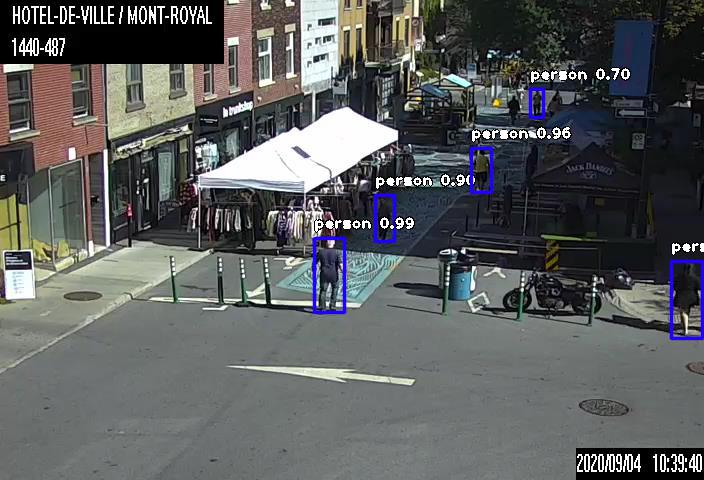 HOTEL-DE-VILLE / MONT-ROYAL
1440-487
person 0.70
person 0.96
person 0.90
person 0.99
pers
JACK DANIEL'S
2020/09/04 10:39:40